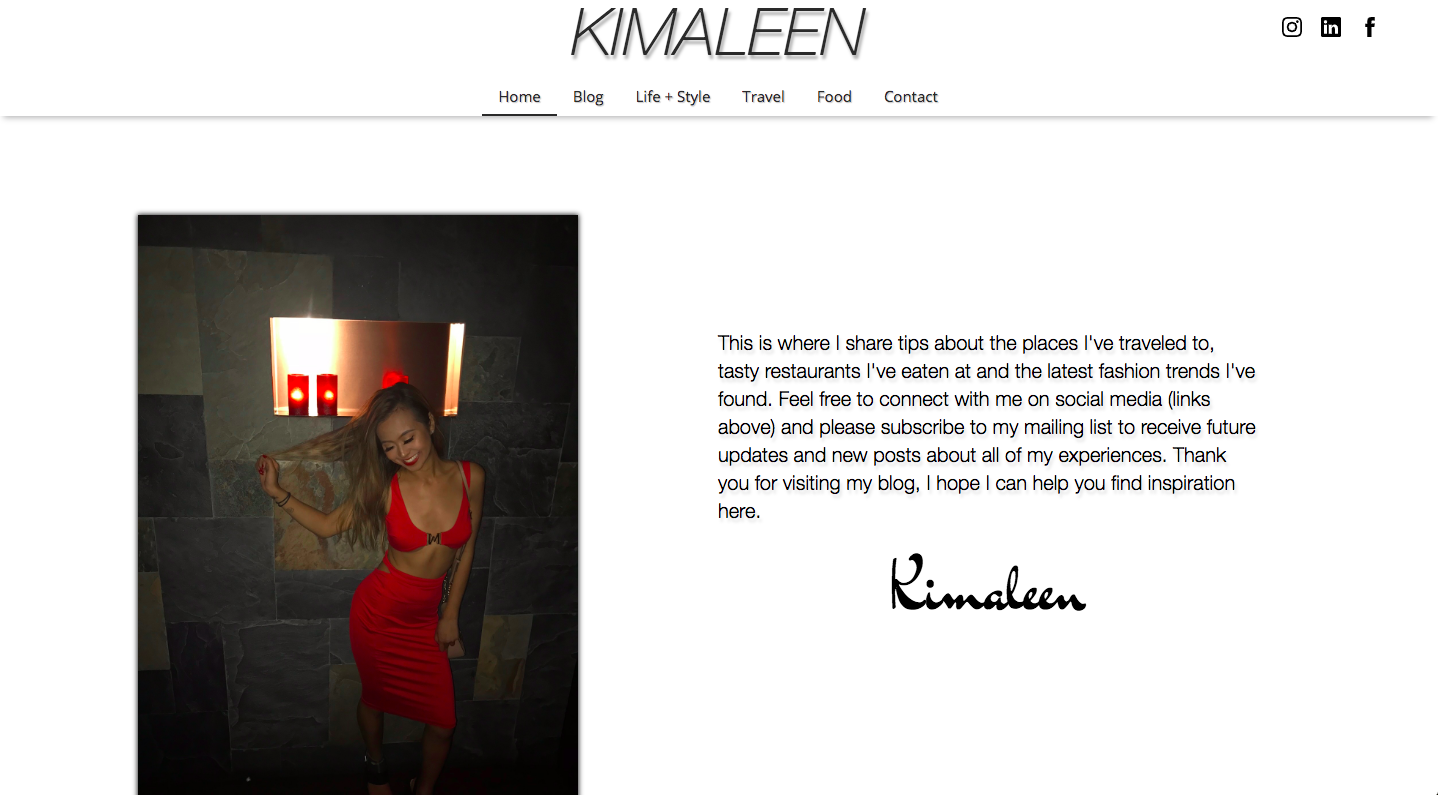 KIMALEEN
Home Blog Life + Style Travel Food Contact
This is where I share tips about the places I've traveled to,
tasty restaurants I've eaten at and the latest fashion trends I've
found. Feel free to connect with me on social media (links
above) and please subscribe to my mailing list to receive future
updates and new posts about all of my experiences. Thank
you for visiting my blog, I hope I can help you find inspiration
here.
Kimaleen